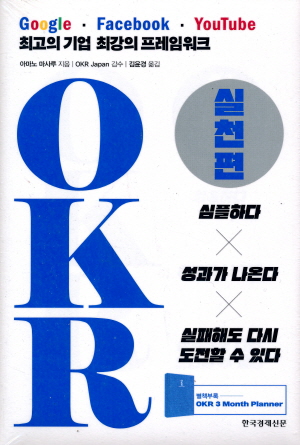 Google · Facebook · YouTube
최고의 기업 최강의 프레임워크
아마노 마사루 지음 | OKR Japan 감수 | 김윤경 옮김
OKR
실천편
심플하다
×
성과가 나온다
×
실패해도 다시
도전할 수 있다
1
별책부록
OKR 3 Month Planner
한국경제신문